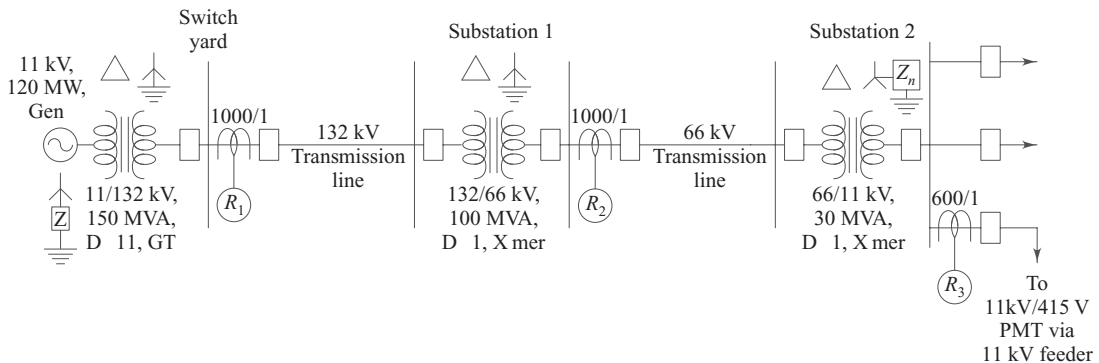 Switch
yard
Substation 1
Substation 2
11 kV,
120 MW,
Gen
Z
11/132 kV,
150 MVA,
D 11, GT
1000/1
R1
132 kV
Transmission
line
132/66 kV,
100 MVA,
D 1, X mer
1000/1
R2
66 kV
Transmission
line
Zn
66/11 kV,
30 MVA,
D 1, X mer
600/1
R3
To
11kV/415 V
PMT via
11 kV feeder